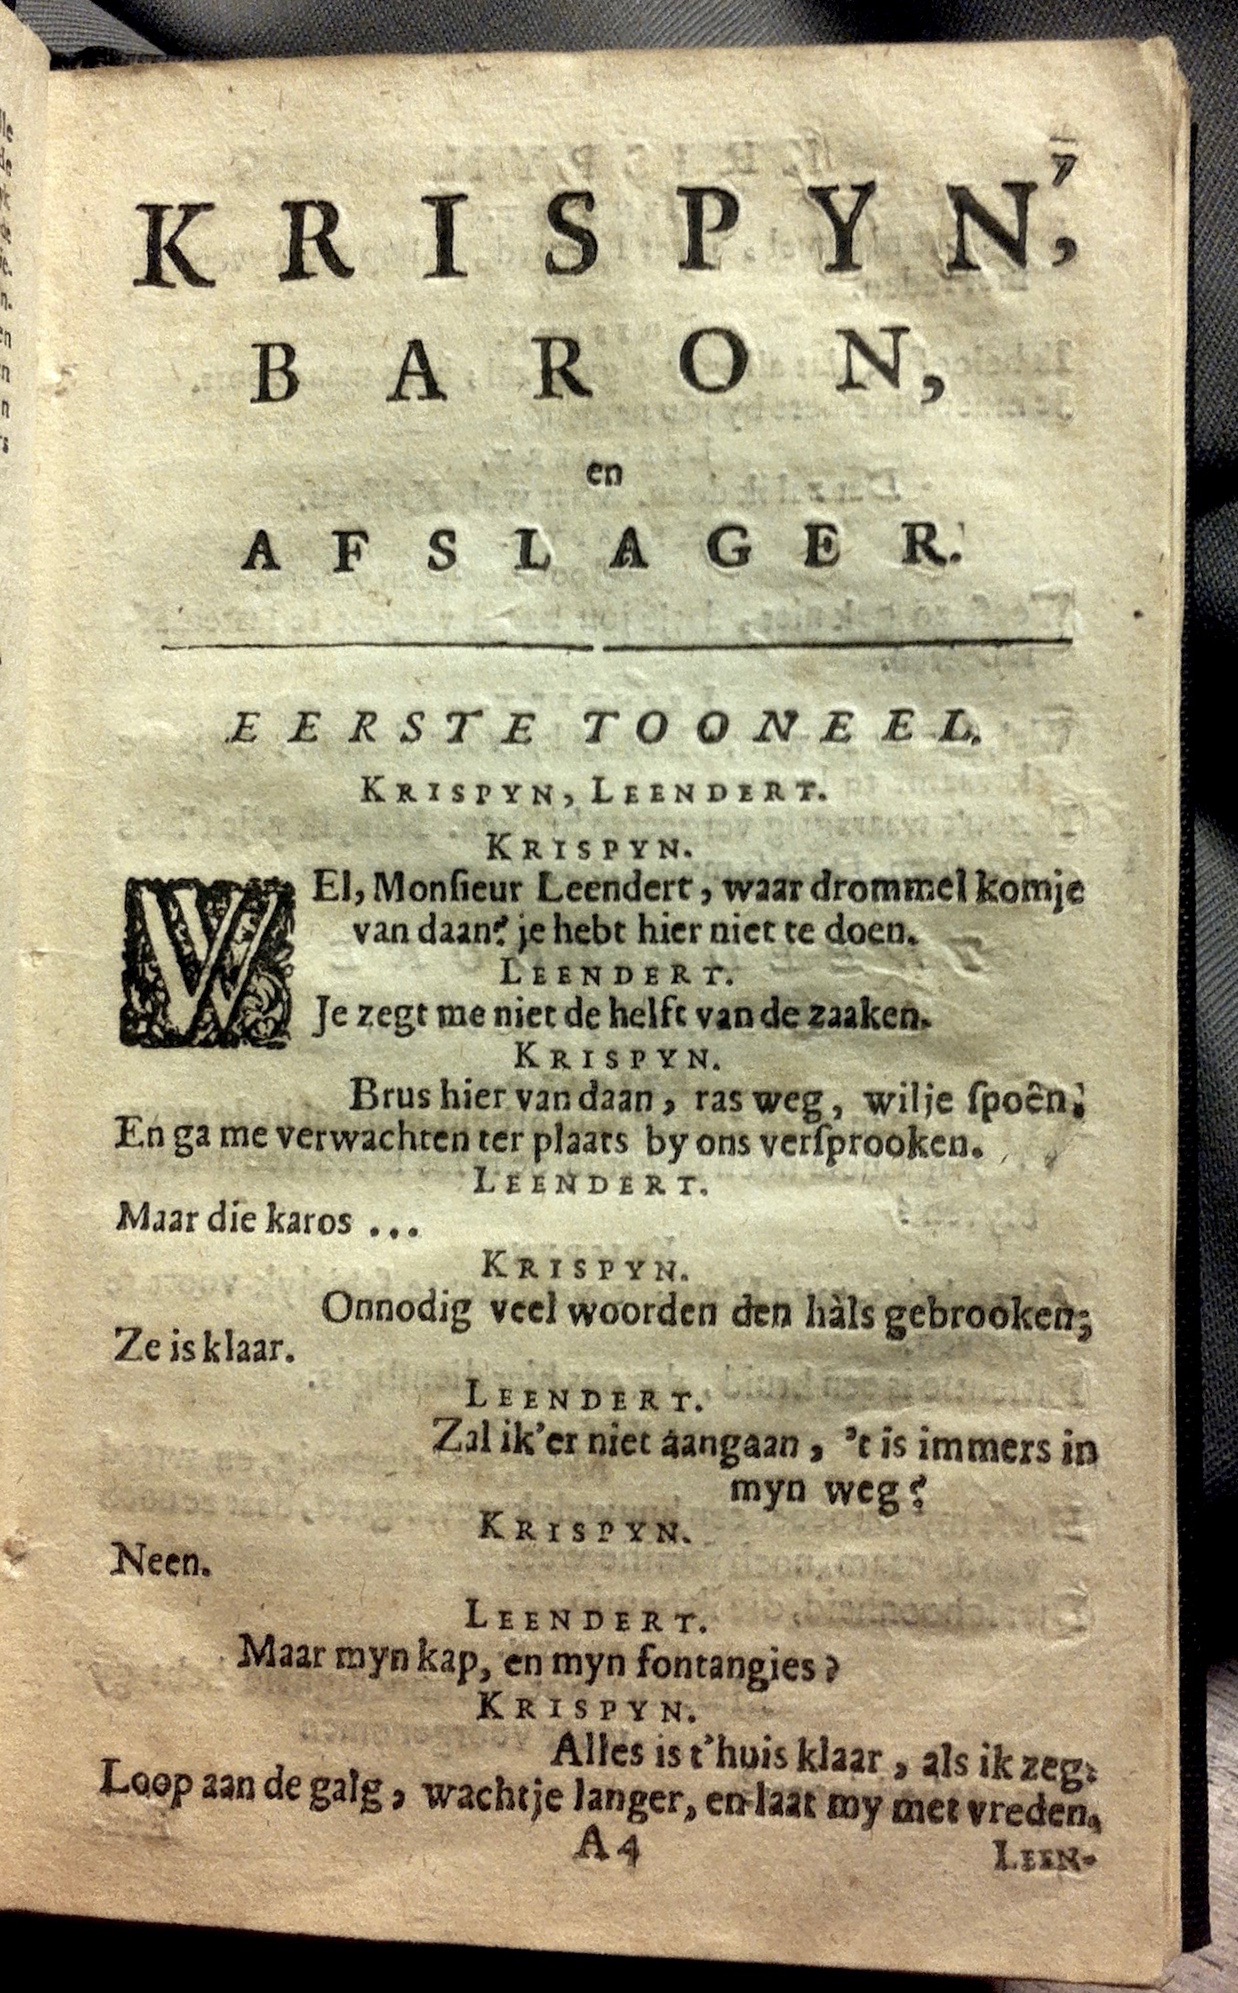 7
KRISPYN,
BARON,
en
AFSLAGER.
EERSTE TOONEEL.
KRISPYN, LEENDERT.
KRISPYN.
WEl, Monſieur Leendert, waar drommel komje
van daan? je hebt hier niet te doen.
LEENDERT.
Je zegt me niet de helft van de zaaken.
KRISPYN.
Brus hier van daan, ras weg, wilje ſpoên;
En ga me verwachten ter plaats by ons verſprooken.
LEENDERT.
Maar die karos ...
KRISPYN.
Onnodig veel woorden den hàls gebrooken;
Ze is klaar.
LEENDERT.
Zal ik'er niet aangaan, 't is immers in
myn weg?
KRISPYN.
Neen.
LEENDERT.
Maar myn kap, en myn fontangies?
KRISPYN.
Alles is t'huis klaar, als ik zeg:
Loop aan de galg, wachtje langer, en laat my met vreden.
A4
LEEN-